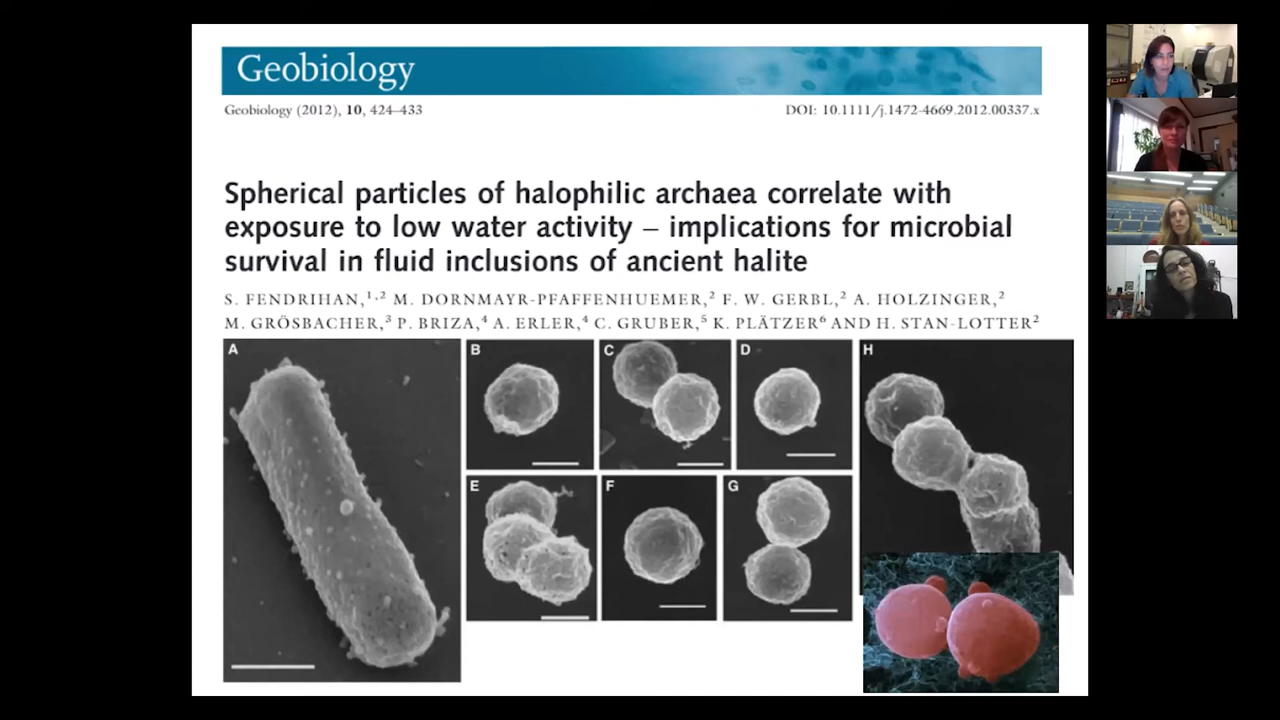 Geobiology
Geobiology (2012), 10, 424–433
DOI: 10.1111/j.1472-4669.2012.00337.x
Spherical particles of halophilic archaea correlate with
exposure to low water activity – implications for microbial
survival in fluid inclusions of ancient halite
S. FENDRIHAN,1,2 M. DORNMAYR-PFAFFENHUEMER,2 F. W. GERBL,2 A. HOLZINGER,2
M. GRÖSBACHER,3 P. BRIZA,4 A. ERLER,4 C. GRUBER,5 K. PLÄTZER6 AND H. STAN-LOTTER2
A
B
C
D
H
E
F
G